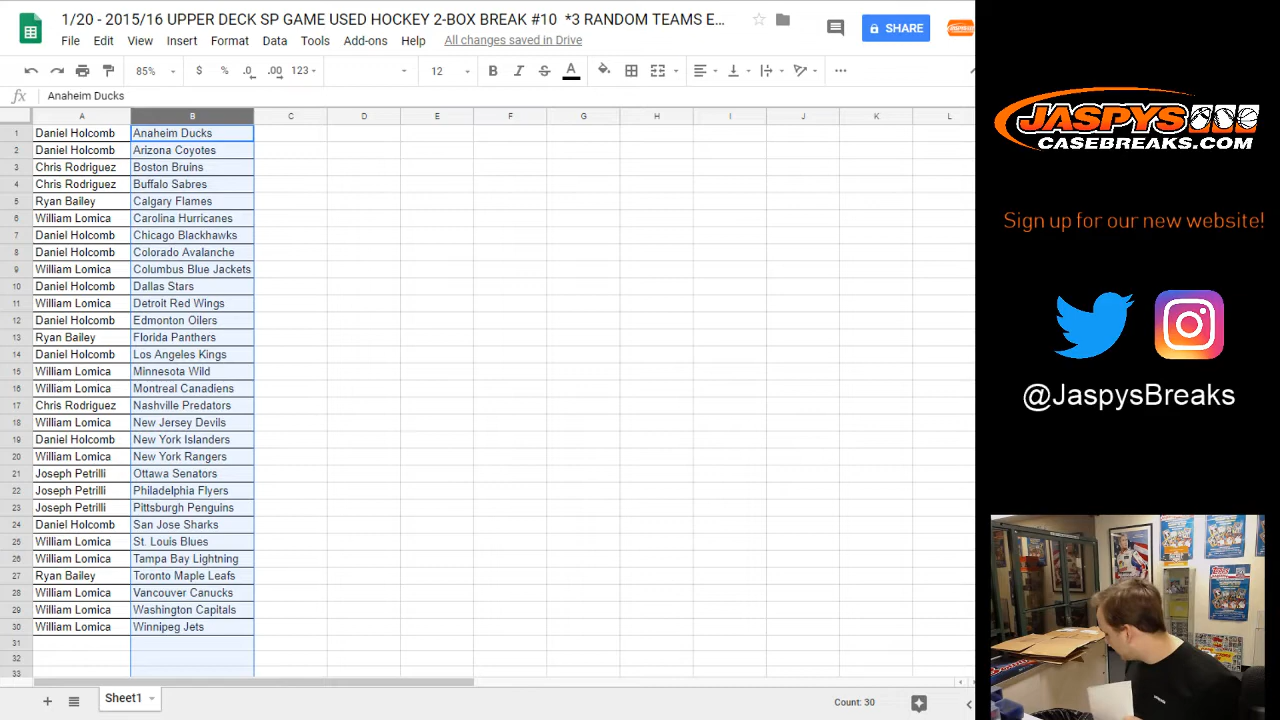 1/20 - 2015/16 UPPER DECK SP GAME USED HOCKEY 2-BOX BREAK #10 *3 RANDOM TEAMS E...
File Edit View Insert Format Data Tools Add-ons Help All changes saved in Drive
SHARE
85% $ % .0 .00 123 12 B I S A
fx Anaheim Ducks
A B C D E F G H I J K L
1 Daniel Holcomb Anaheim Ducks
2 Daniel Holcomb Arizona Coyotes
3 Chris Rodriguez Boston Bruins
4 Chris Rodriguez Buffalo Sabres
5 Ryan Bailey Calgary Flames
6 William Lomica Carolina Hurricanes
7 Daniel Holcomb Chicago Blackhawks
8 Daniel Holcomb Colorado Avalanche
9 William Lomica Columbus Blue Jackets
10 Daniel Holcomb Dallas Stars
11 William Lomica Detroit Red Wings
12 Daniel Holcomb Edmonton Oilers
13 Ryan Bailey Florida Panthers
14 Daniel Holcomb Los Angeles Kings
15 William Lomica Minnesota Wild
16 William Lomica Montreal Canadiens
17 Chris Rodriguez Nashville Predators
18 William Lomica New Jersey Devils
19 Daniel Holcomb New York Islanders
20 William Lomica New York Rangers
21 Joseph Petrilli Ottawa Senators
22 Joseph Petrilli Philadelphia Flyers
23 Joseph Petrilli Pittsburgh Penguins
24 Daniel Holcomb San Jose Sharks
25 William Lomica St. Louis Blues
26 William Lomica Tampa Bay Lightning
27 Ryan Bailey Toronto Maple Leafs
28 William Lomica Vancouver Canucks
29 William Lomica Washington Capitals
30 William Lomica Winnipeg Jets
31
32
33
Sheet1 Count: 30
JASPYS
CASEBREAKS.COM
Sign up for our new website!
@JaspysBreaks